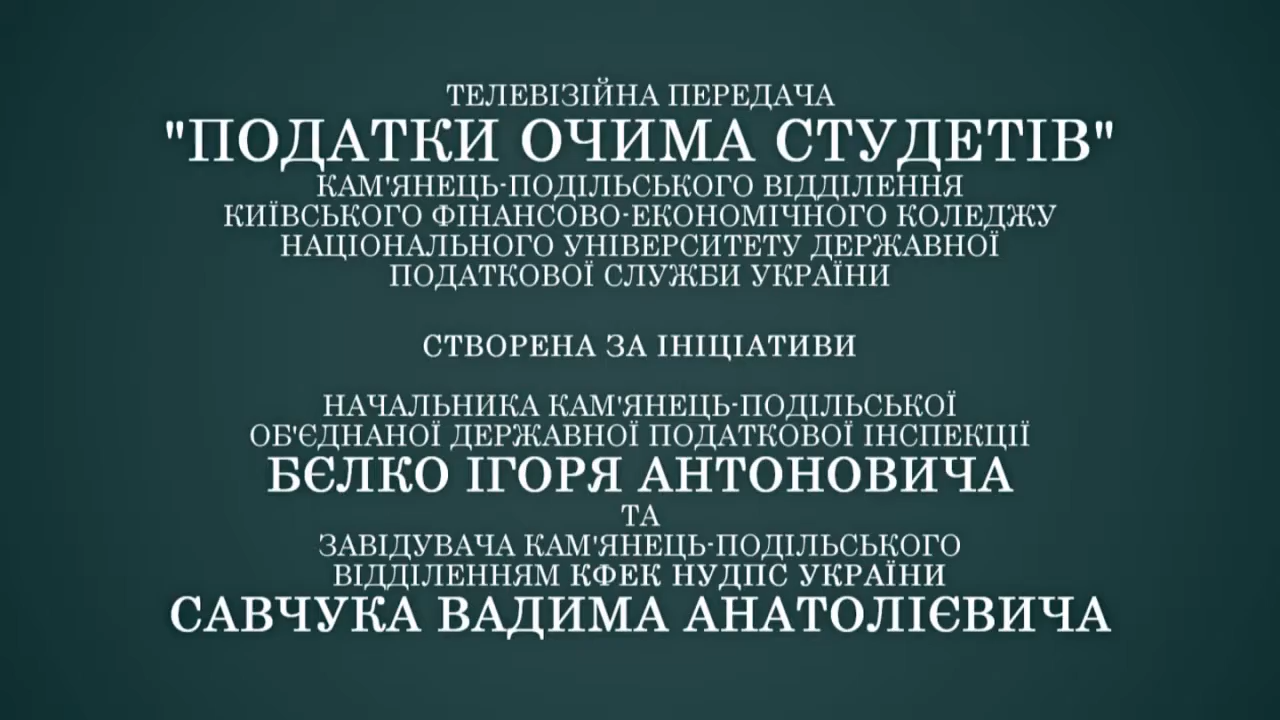 ТЕЛЕВІЗІЙНА ПЕРЕДАЧА
"ПОДАТКИ ОЧИМА СТУДЕТІВ"
КАМ'ЯНЕЦЬ-ПОДІЛЬСЬКОГО ВІДДІЛЕННЯ
КИЇВСЬКОГО ФІНАНСОВО-ЕКОНОМІЧНОГО КОЛЕДЖУ
НАЦІОНАЛЬНОГО УНІВЕРСИТЕТУ ДЕРЖАВНОЇ
ПОДАТКОВОЇ СЛУЖБИ УКРАЇНИ
СТВОРЕНА ЗА ІНІЦІАТИВИ
НАЧАЛЬНИКА КАМ'ЯНЕЦЬ-ПОДІЛЬСЬКОЇ
ОБ'ЄДНАНОЇ ДЕРЖАВНОЇ ПОДАТКОВОЇ ІНСПЕКЦІЇ
БЄЛКО ІГОРЯ АНТОНОВИЧА
ТА
ЗАВІДУВАЧА КАМ'ЯНЕЦЬ-ПОДІЛЬСЬКОГО
ВІДДІЛЕННЯМ КФЕК НУДПС УКРАЇНИ
САВЧУКА ВАДИМА АНАТОЛІЄВИЧА